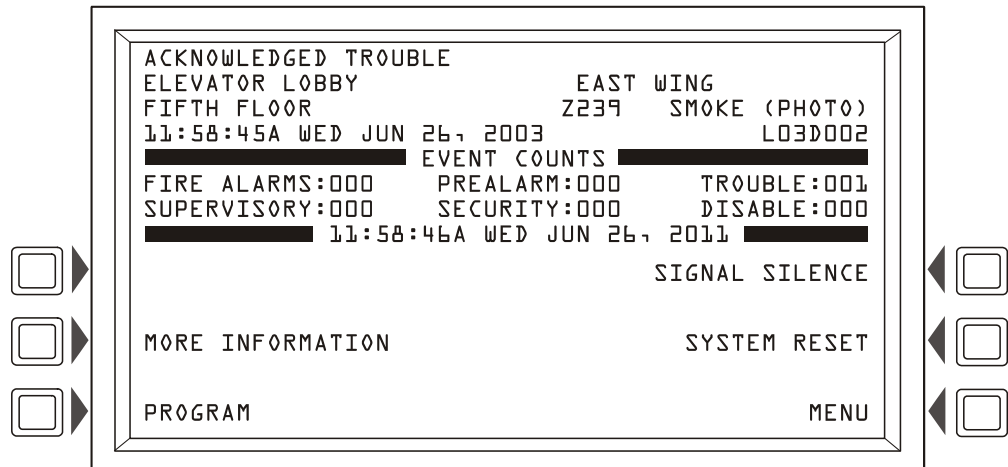 ACKNOWLEDGED TROUBLE
ELEVATOR LOBBY EAST WING
FIFTH FLOOR Z239 SMOKE (PHOTO)
11:58:45A WED JUN 26, 2003 L03D002
EVENT COUNTS
FIRE ALARMS:000 PREALARM:000 TROUBLE:001
SUPERVISORY:000 SECURITY:000 DISABLE:000
11:58:46A WED JUN 26, 2011
SIGNAL SILENCE
MORE INFORMATION SYSTEM RESET
PROGRAM MENU